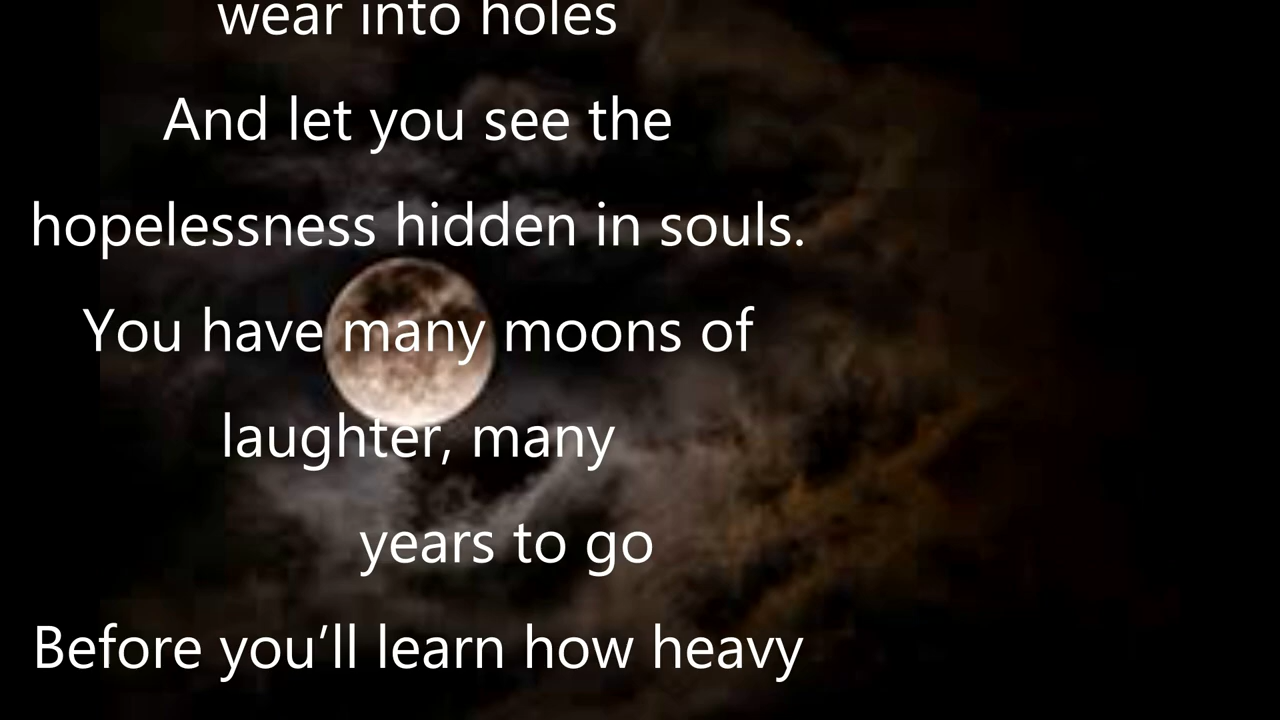 wear into holes
And let you see the
hopelessness hidden in souls.
You have many moons of
laughter, many
years to go
Before you’ll learn how heavy